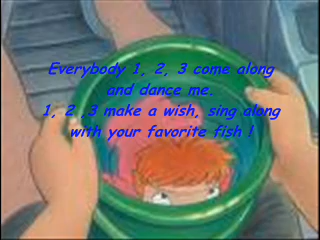 Everybody 1, 2, 3 come along
and dance me.
1, 2 ,3 make a wish, sing along
with your favorite fish !